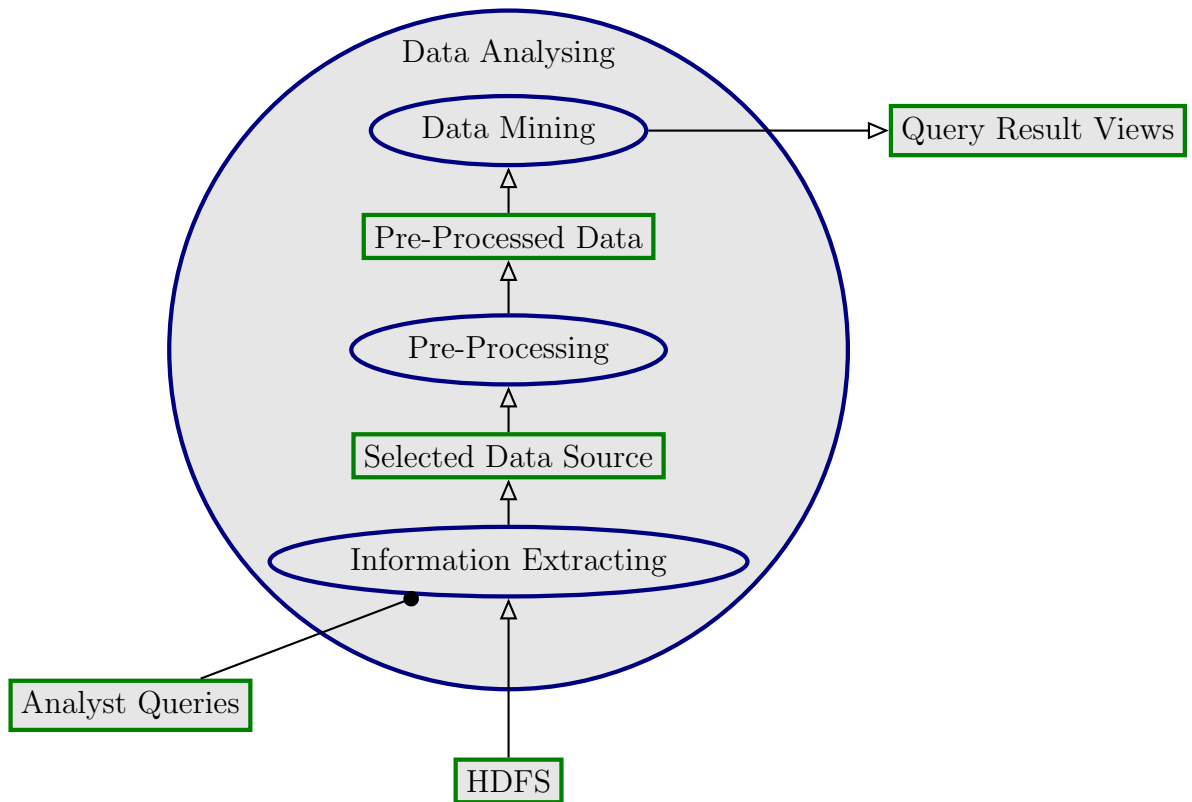 Data Analysing
Data Mining
Query Result Views
Pre-Processed Data
Pre-Processing
Selected Data Source
Information Extracting
Analyst Queries
HDFS